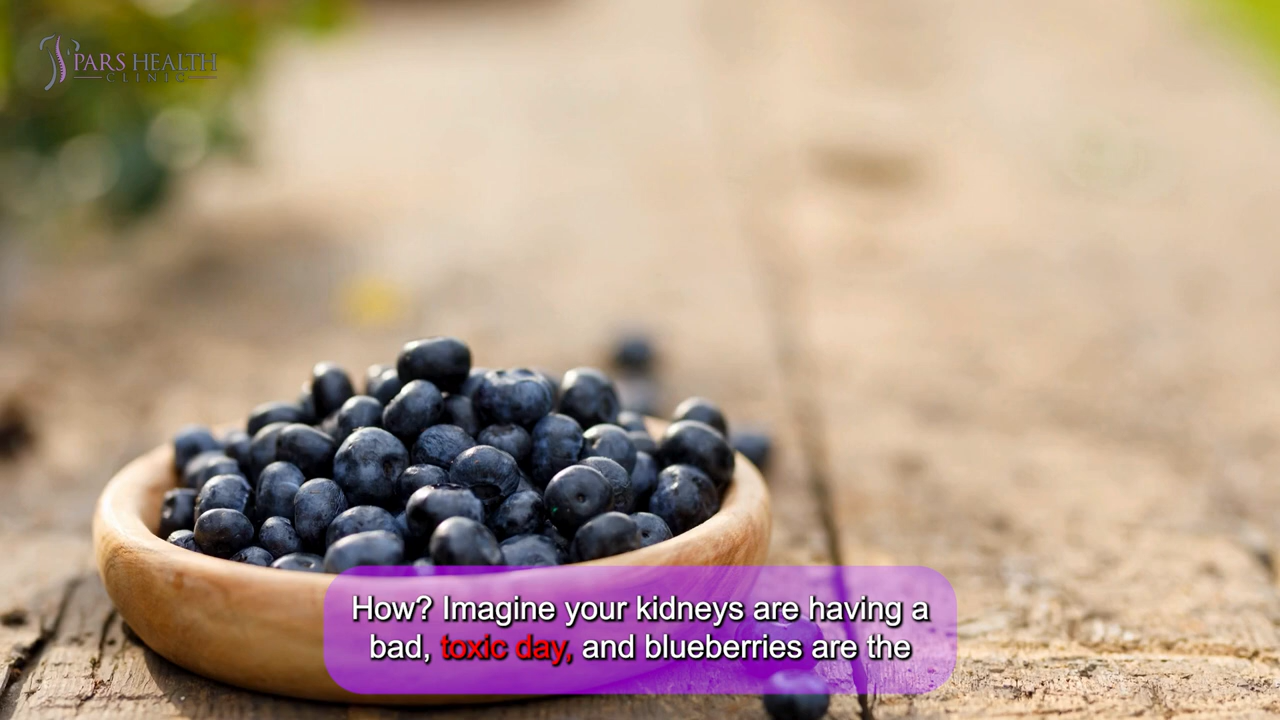 PARS HEALTH
CLINIC
How? Imagine your kidneys are having a
bad, toxic day, and blueberries are the